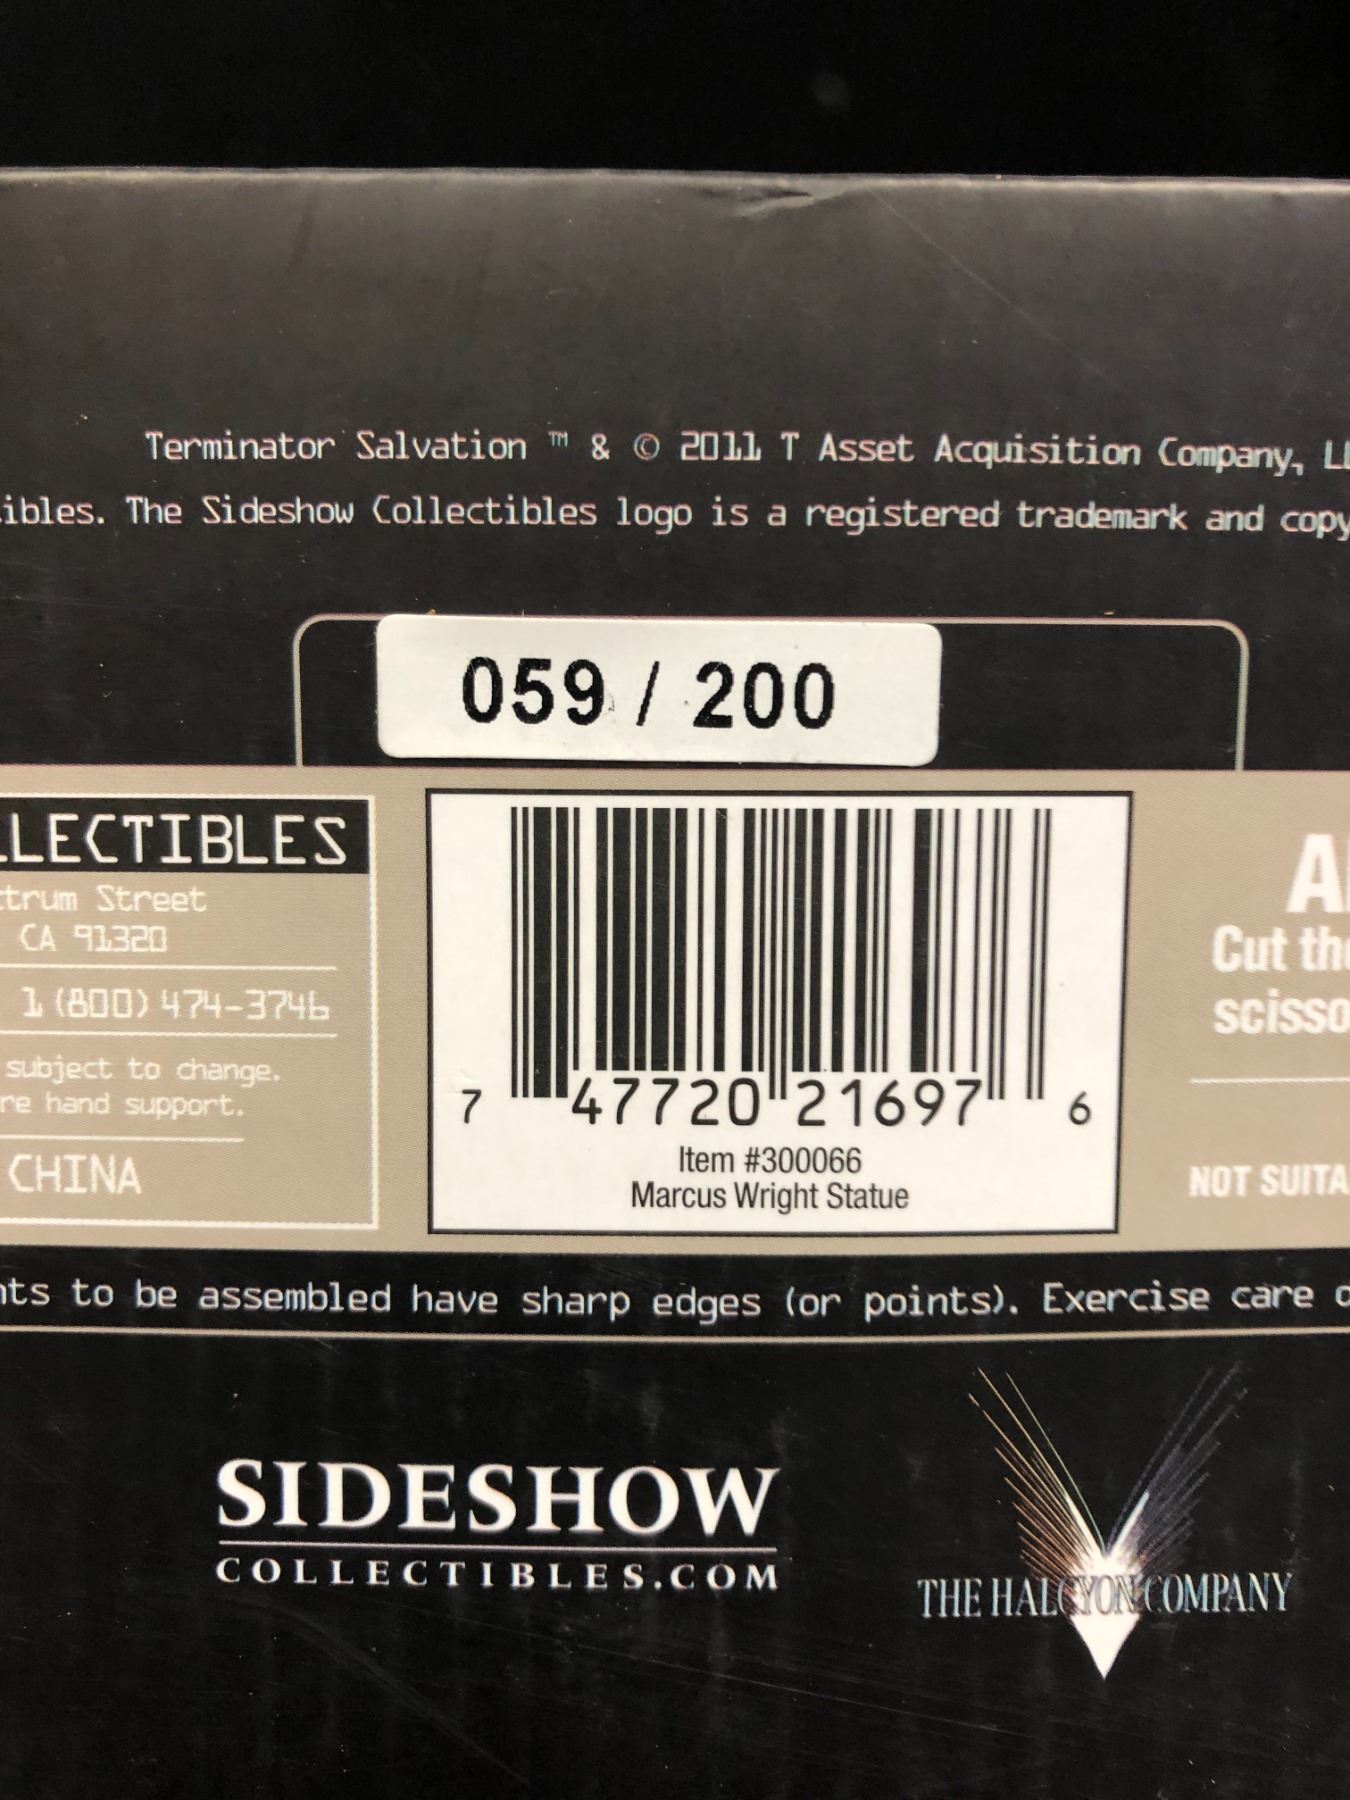 Terminator Salvation ™ & © 2011 T Asset Acquisition Company, LL
ibles. The Sideshow Collectibles logo is a registered trademark and copy
059 / 200
LLECTIBLES
trum Street
CA 91320
1 (800) 474-3746
subject to change.
re hand support.
CHINA
7 47720 21697 6
Item #300066
Marcus Wright Statue
Cut the
scisso
NOT SUITA
nts to be assembled have sharp edges (or points). Exercise care o
SIDESHOW
COLLECTIBLES.COM
THE HALCYON COMPANY